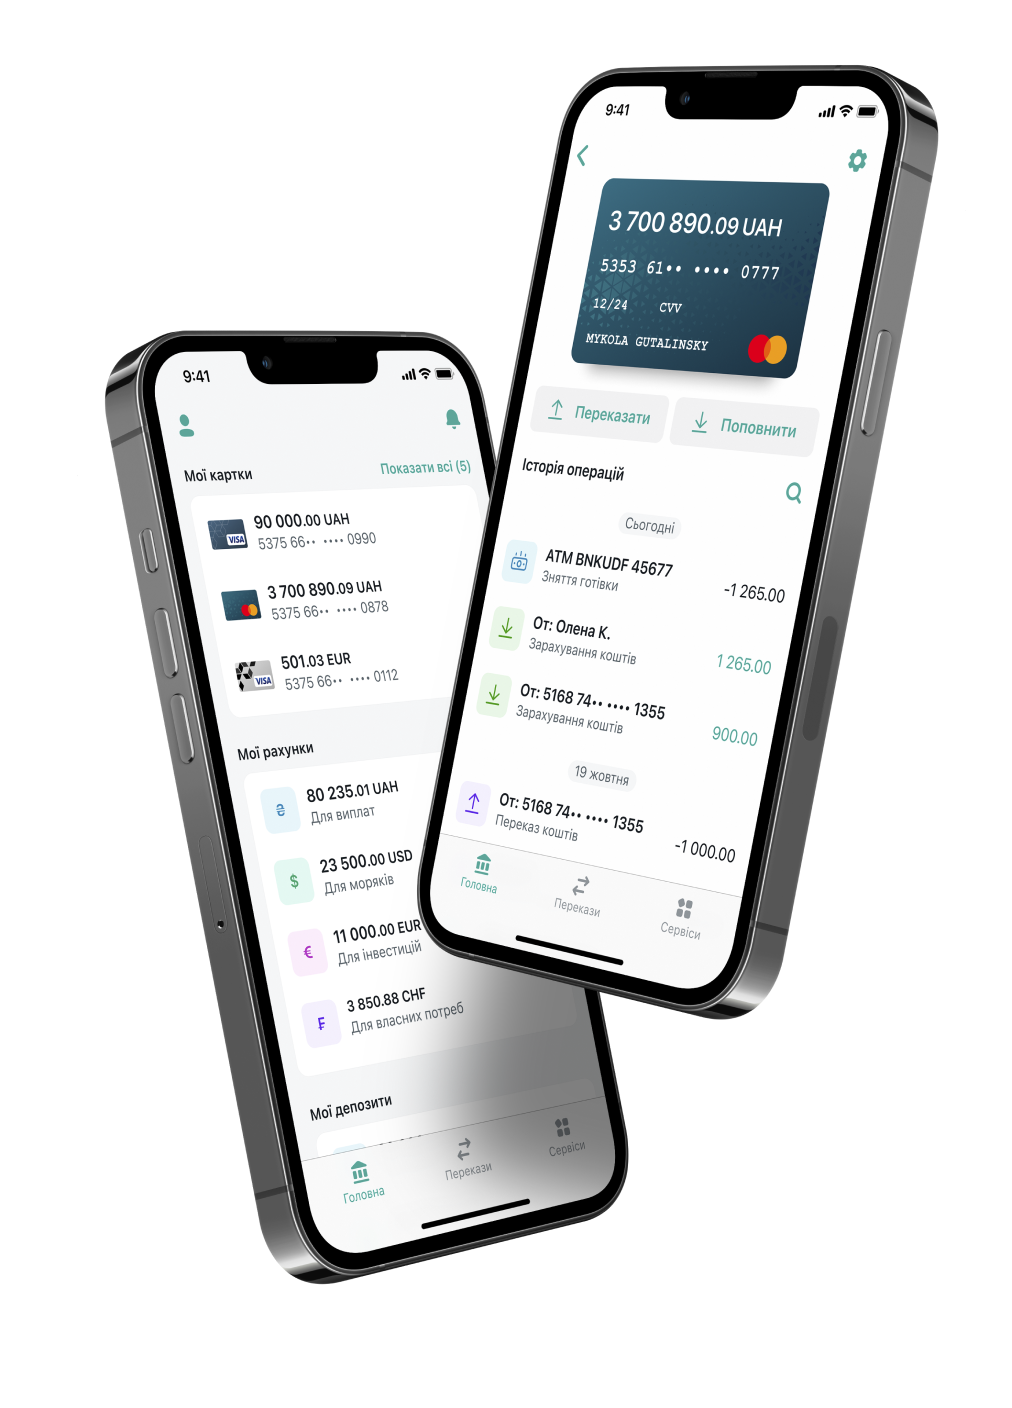 9:41
Мої картки
Показати всі (5)
90 000.00 UAH
5375 66•• •••• 0990
VISA
3 700 890.09 UAH
5375 66•• •••• 0878
501.03 EUR
5375 66•• •••• 0112
VISA
Мої рахунки
₴
80 235.01 UAH
Для виплат
$
23 500.00 USD
Для моряків
€
11 000.00 EUR
Для інвестицій
₣
3 850.88 CHF
Для власних потреб
Мої депозити
Головна
Перекази
Сервіси
9:41
3 700 890.09 UAH
5353 61•• •••• 0777
12/24 CVV
MYKOLA GUTALINSKY
Переказати
Поповнити
Історія операцій
Сьогодні
ATM BNKUDF 45677
Зняття готівки
-1 265.00
От: Олена К.
Зарахування коштів
1 265.00
От: 5168 74•• •••• 1355
Зарахування коштів
900.00
19 жовтня
От: 5168 74•• •••• 1355
Переказ коштів
-1 000.00
Головна
Перекази
Сервіси